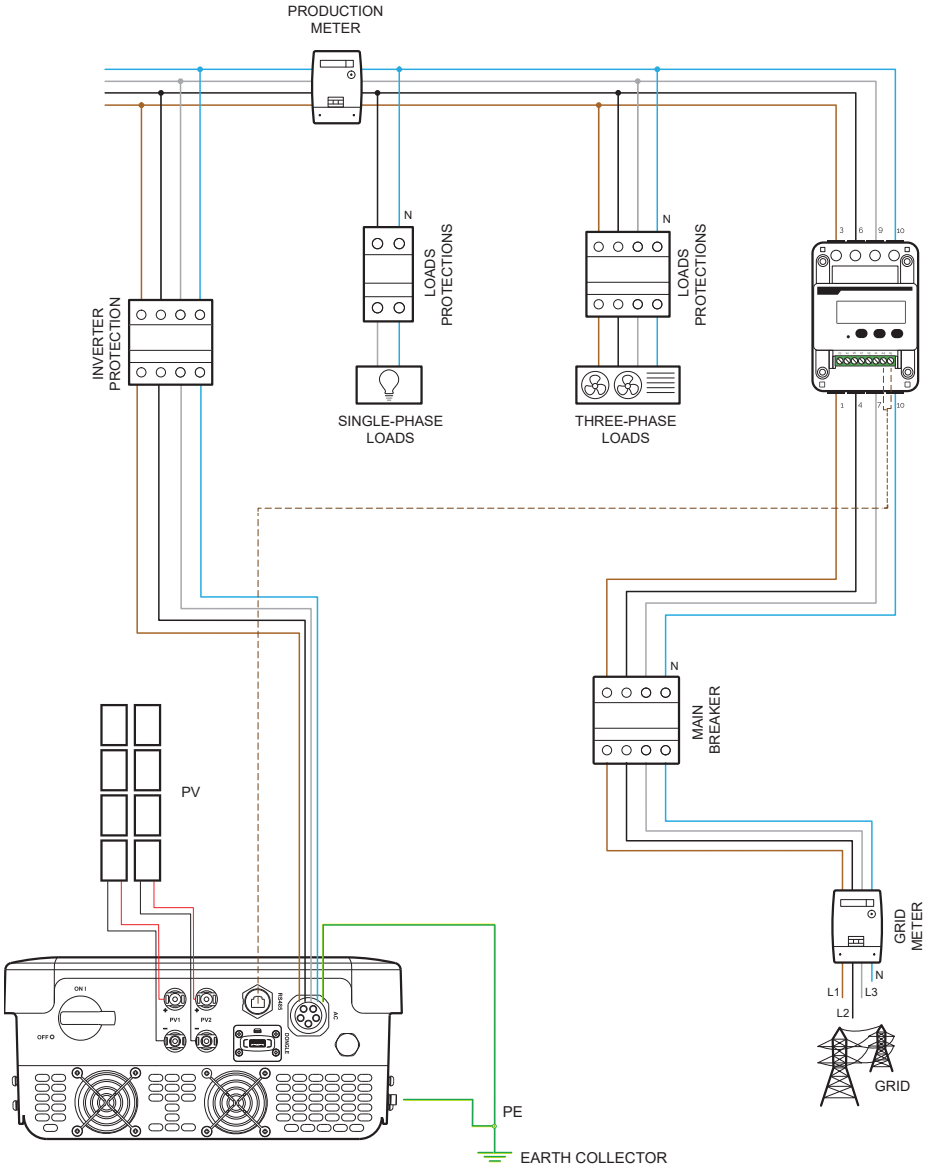 PRODUCTION
METER
N
N
3 6 9 10
LOADS
PROTECTIONS
LOADS
PROTECTIONS
INVERTER
PROTECTION
1 4 7 10
SINGLE-PHASE
LOADS
THREE-PHASE
LOADS
N
MAIN
BREAKER
PV
GRID
METER
N
L1
L3
L2
GRID
ON I
OFF O
+
+
PV1
PV2
-
-
RS485
DONGLE
AC
PE
EARTH COLLECTOR